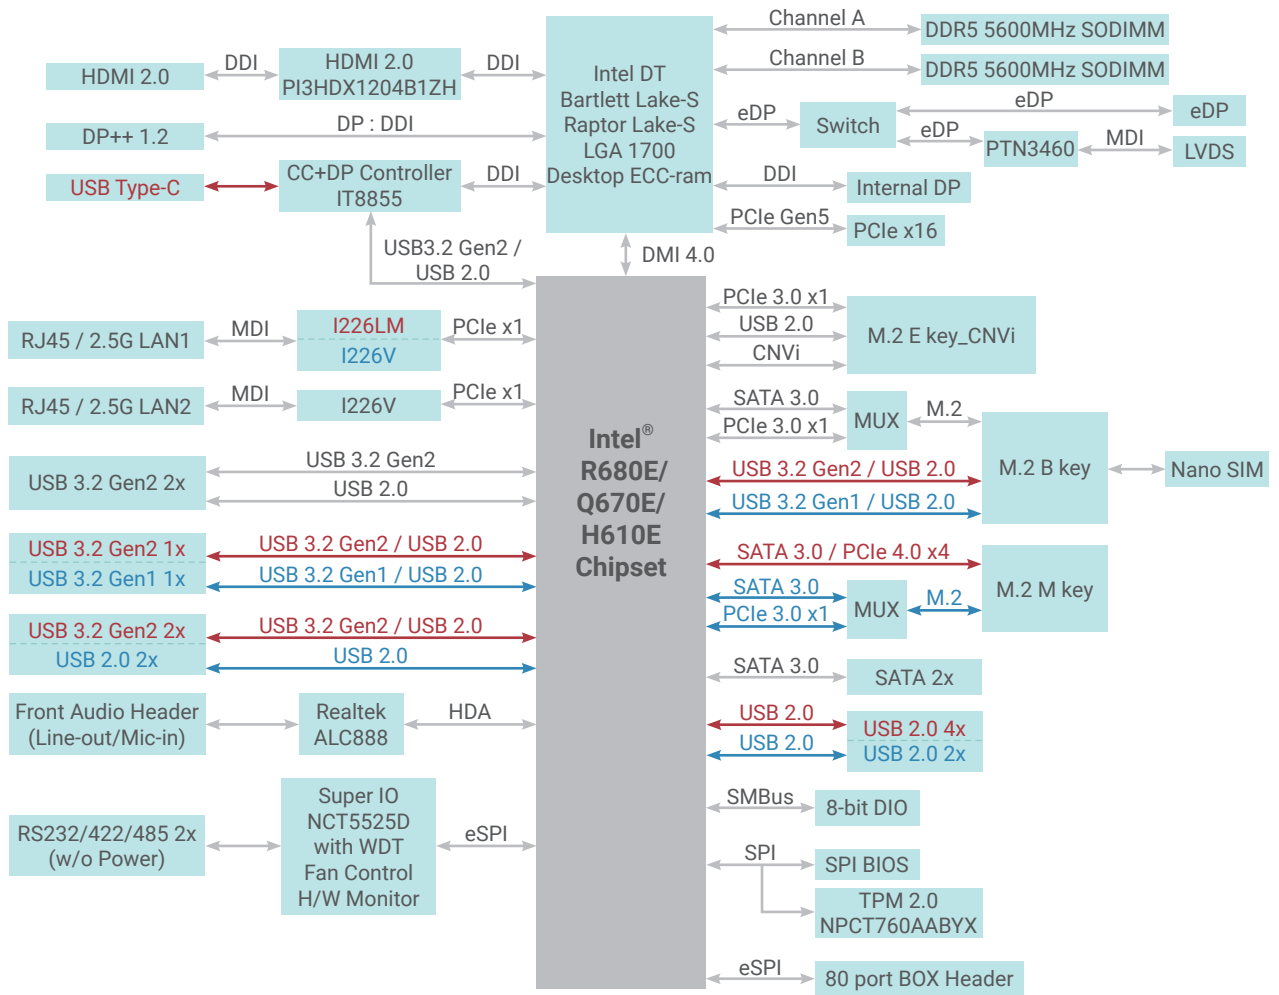 Channel A
DDR5 5600MHz SODIMM
Channel B
DDR5 5600MHz SODIMM
HDMI 2.0
DDI
HDMI 2.0
PI3HDX1204B1ZH
DDI
Intel DT
Bartlett Lake-S
Raptor Lake-S
LGA 1700
Desktop ECC-ram
eDP
Switch
eDP
eDP
eDP
PTN3460
MDI
LVDS
DP++ 1.2
DP : DDI
USB Type-C
CC+DP Controller
IT8855
DDI
DDI
Internal DP
PCIe Gen5
PCIe x16
USB3.2 Gen2 /
USB 2.0
DMI 4.0
Intel®
R680E/
Q670E/
H610E
Chipset
RJ45 / 2.5G LAN1
MDI
I226LM
I226V
PCIe x1
RJ45 / 2.5G LAN2
MDI
I226V
PCIe x1
USB 3.2 Gen2 2x
USB 3.2 Gen2
USB 2.0
USB 3.2 Gen2 1x
USB 3.2 Gen1 1x
USB 3.2 Gen2 / USB 2.0
USB 3.2 Gen1 / USB 2.0
USB 3.2 Gen2 2x
USB 2.0 2x
USB 3.2 Gen2 / USB 2.0
USB 2.0
Front Audio Header
(Line-out/Mic-in)
Realtek
ALC888
HDA
RS232/422/485 2x
(w/o Power)
Super IO
NCT5525D
with WDT
Fan Control
H/W Monitor
eSPI
PCIe 3.0 x1
USB 2.0
CNVi
M.2 E key_CNVi
SATA 3.0
PCIe 3.0 x1
MUX
M.2
USB 3.2 Gen2 / USB 2.0
USB 3.2 Gen1 / USB 2.0
M.2 B key
Nano SIM
SATA 3.0 / PCIe 4.0 x4
SATA 3.0
PCIe 3.0 x1
MUX
M.2
M.2 M key
SATA 3.0
SATA 2x
USB 2.0
USB 2.0
USB 2.0 4x
USB 2.0 2x
SMBus
8-bit DIO
SPI
SPI BIOS
TPM 2.0
NPCT760AABYX
eSPI
80 port BOX Header